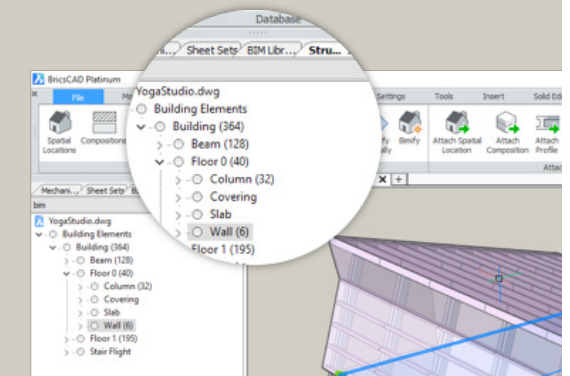 Database
Sheet Sets
BIM Libr...
Stru...
YogaStudio.dwg
Building Elements
Building (364)
Beam (128)
Floor 0 (40)
Column (32)
Covering
Slab
Wall (6)
Floor 1 (195)
BricsCAD Platinum
File
Settings
Tools
Insert
Solid Ed
Spatial
Locations
Compositions
Bimify
Attach Spatial
Location
Attach
Composition
Attach
Profile
Attac
Mechani...
Sheet Sets
bim
YogaStudio.dwg
Building Elements
Building (364)
Beam (128)
Floor 0 (40)
Column (32)
Covering
Slab
Wall (6)
Floor 1 (195)
Stair Flight